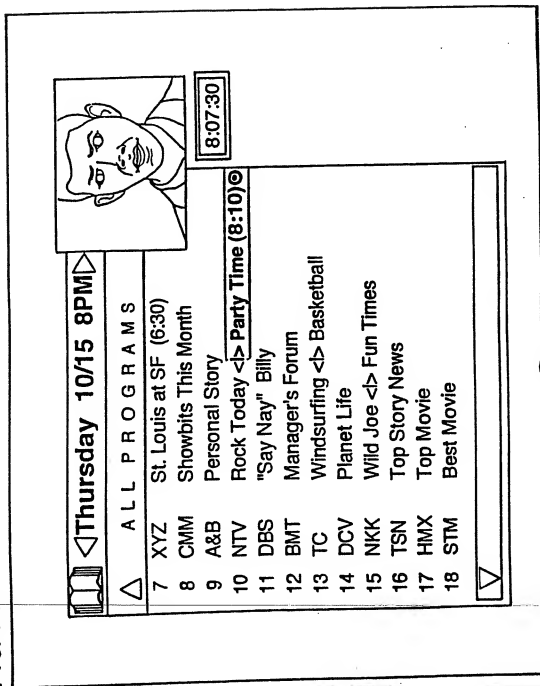 Thursday 10/15 8PM
ALL PROGRAMS
8:07:30
7 XYZ St. Louis at SF (6:30)
8 CMM Showbits This Month
9 A&B Personal Story
10 NTV Rock Today <I> Party Time (8:10)
11 DBS "Say Nay" Billy
12 BMT Manager's Forum
13 TC Windsurfing <I> Basketball
14 DCV Planet Life
15 NKK Wild Joe <I> Fun Times
16 TSN Top Story News
17 HMX Top Movie
18 STM Best Movie